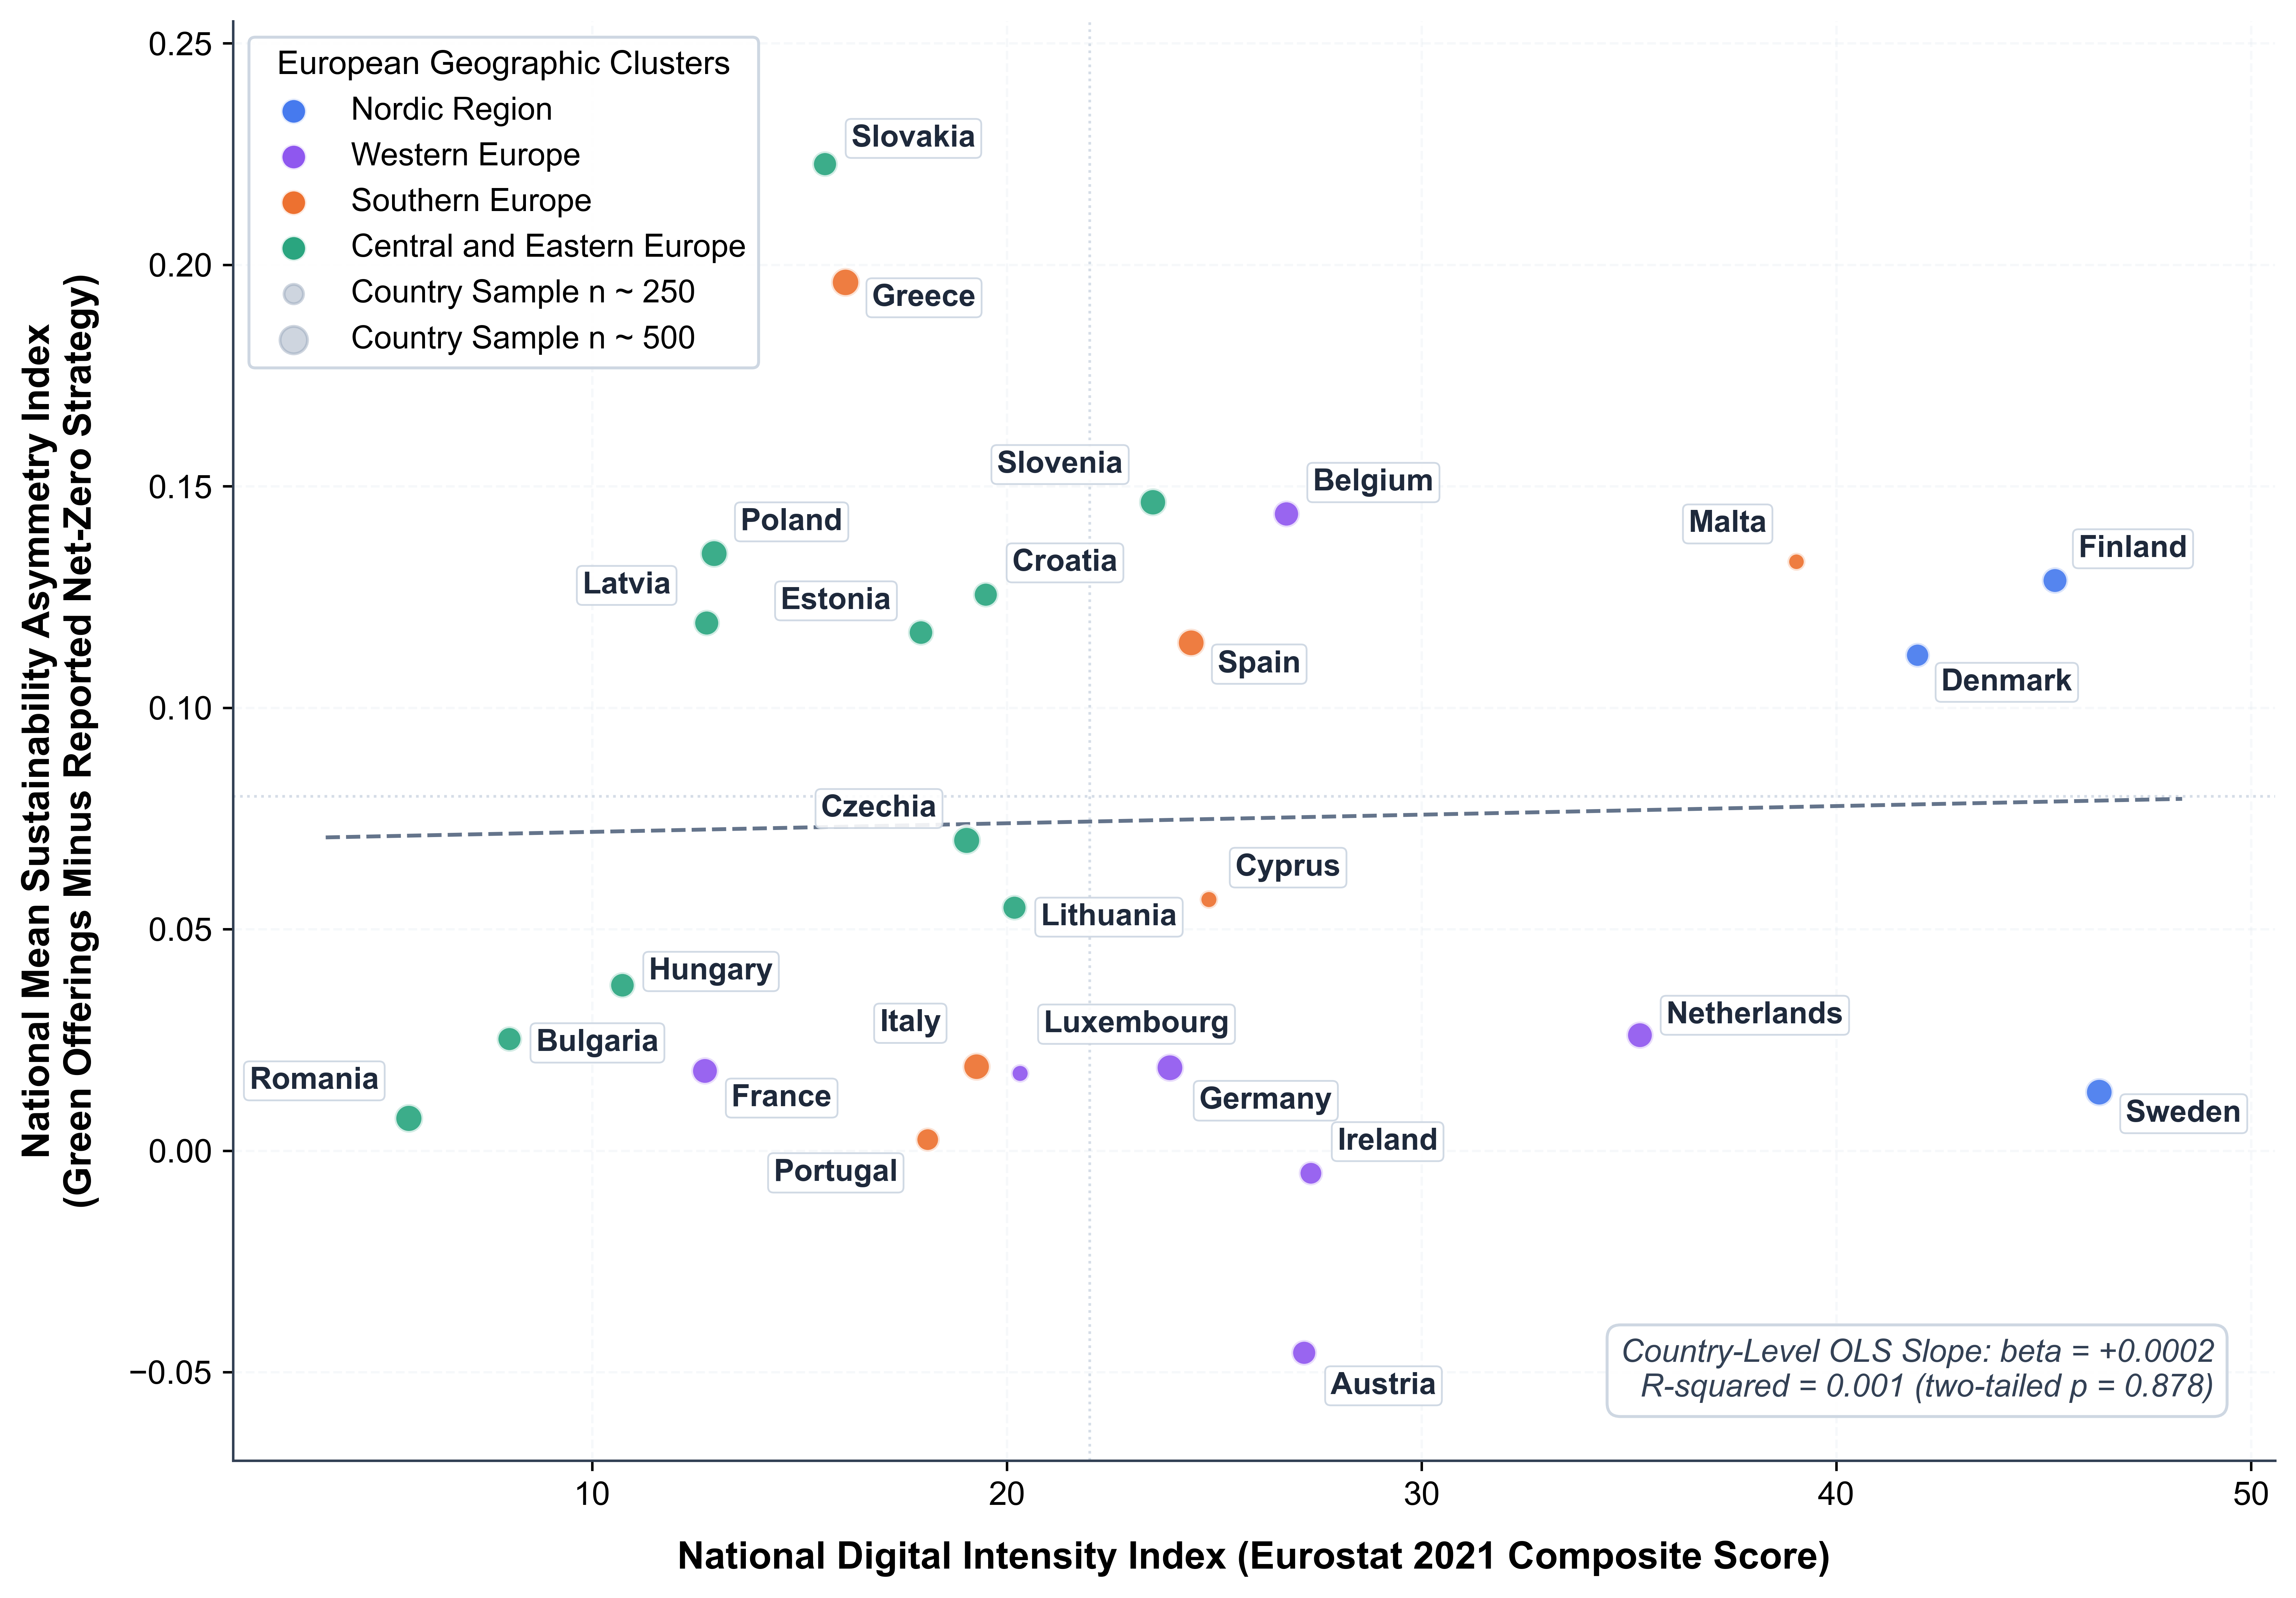 0.25
0.20
0.15
0.10
0.05
0.00
−0.05
National Mean Sustainability Asymmetry Index
(Green Offerings Minus Reported Net-Zero Strategy)
European Geographic Clusters
Nordic Region
Western Europe
Southern Europe
Central and Eastern Europe
Country Sample n ~ 250
Country Sample n ~ 500
Slovakia
Greece
Slovenia
Belgium
Poland
Malta
Finland
Croatia
Latvia
Estonia
Spain
Denmark
Czechia
Cyprus
Lithuania
Hungary
Netherlands
Italy
Luxembourg
Bulgaria
Romania
France
Germany
Sweden
Ireland
Portugal
Austria
Country-Level OLS Slope: beta = +0.0002
R-squared = 0.001 (two-tailed p = 0.878)
10
20
30
40
50
National Digital Intensity Index (Eurostat 2021 Composite Score)